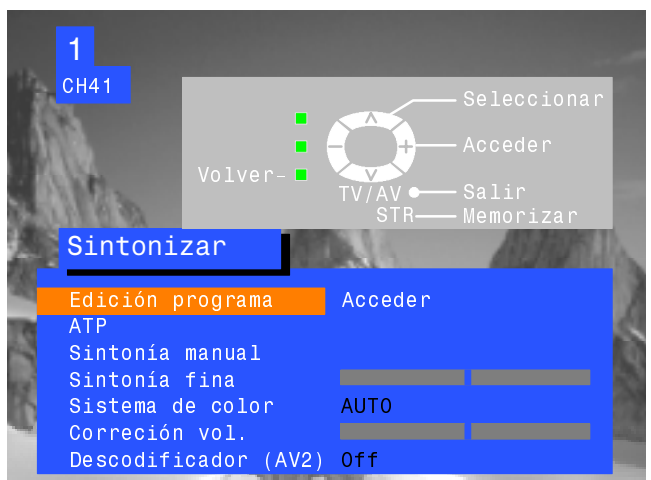 1
CH41
Seleccionar
Acceder
Volver-
TV/AV
Salir
STR
Memorizar
Sintonizar
Edición programa Acceder
ATP
Sintonía manual
Sintonía fina
Sistema de color AUTO
Correción vol.
Descodificador (AV2) Off